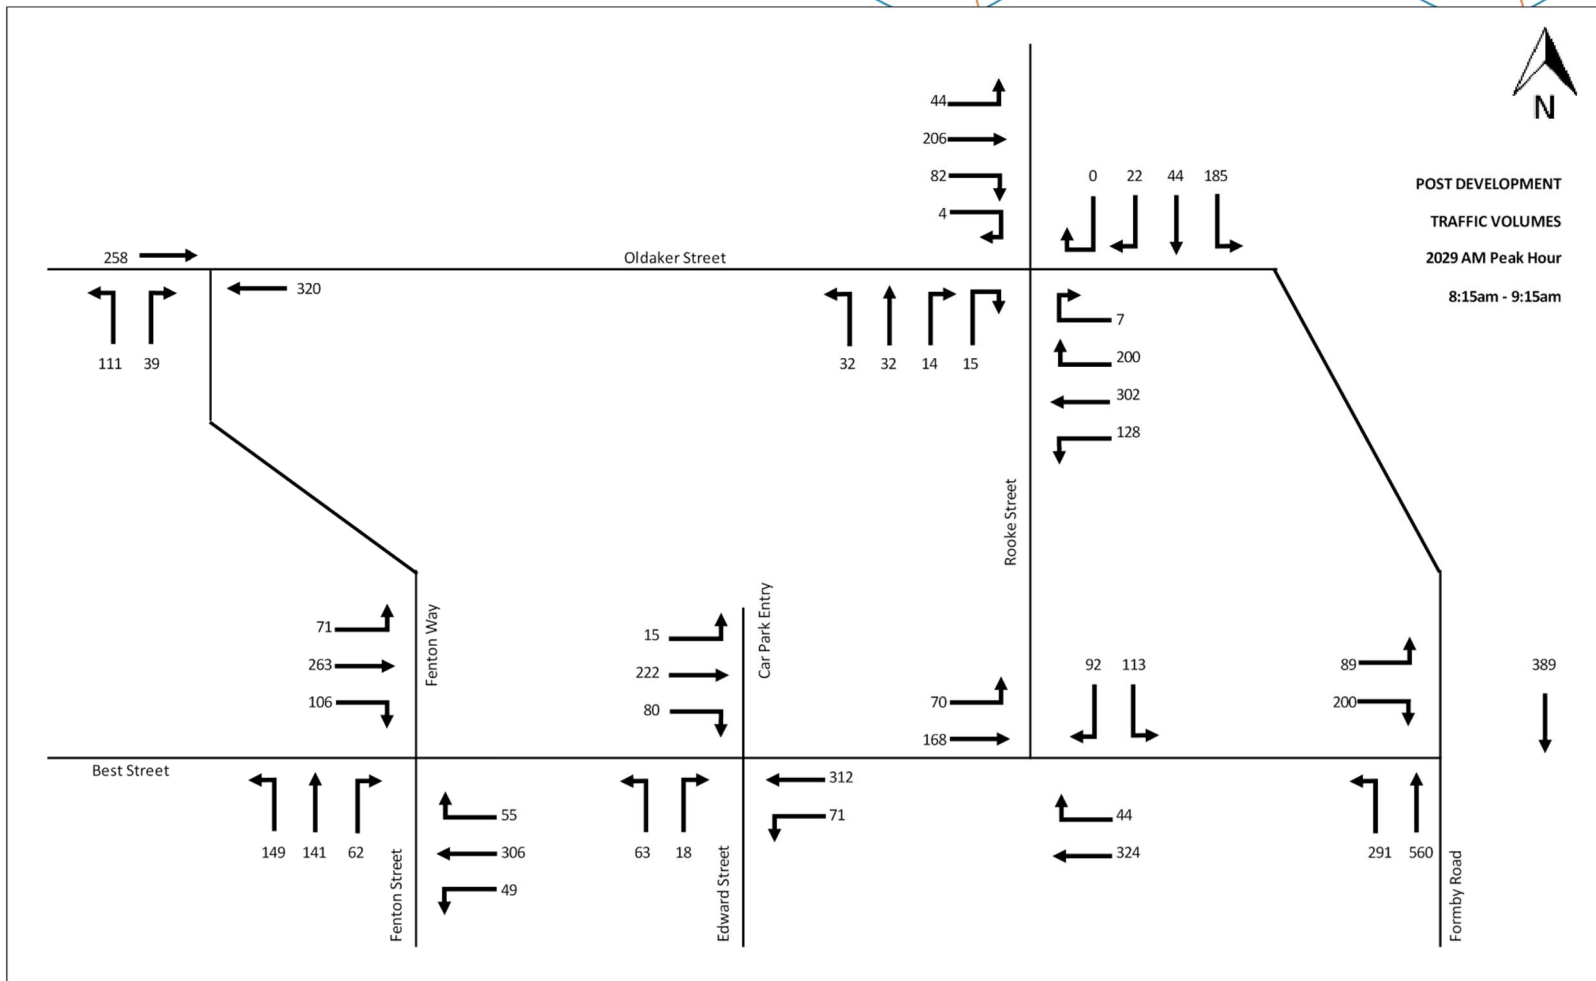 44
206
82
4
0 22 44 185
N
POST DEVELOPMENT
TRAFFIC VOLUMES
2029 AM Peak Hour
8:15am - 9:15am
258
Oldaker Street
320
111 39
32 32 14 15
7
200
302
128
Rooke Street
71
263
106
Fenton Way
15
222
80
Car Park Entry
70
168
92 113
89
200
389
Best Street
149 141 62
55
306
49
Fenton Street
63 18
312
71
Edward Street
44
324
291 560
Formby Road